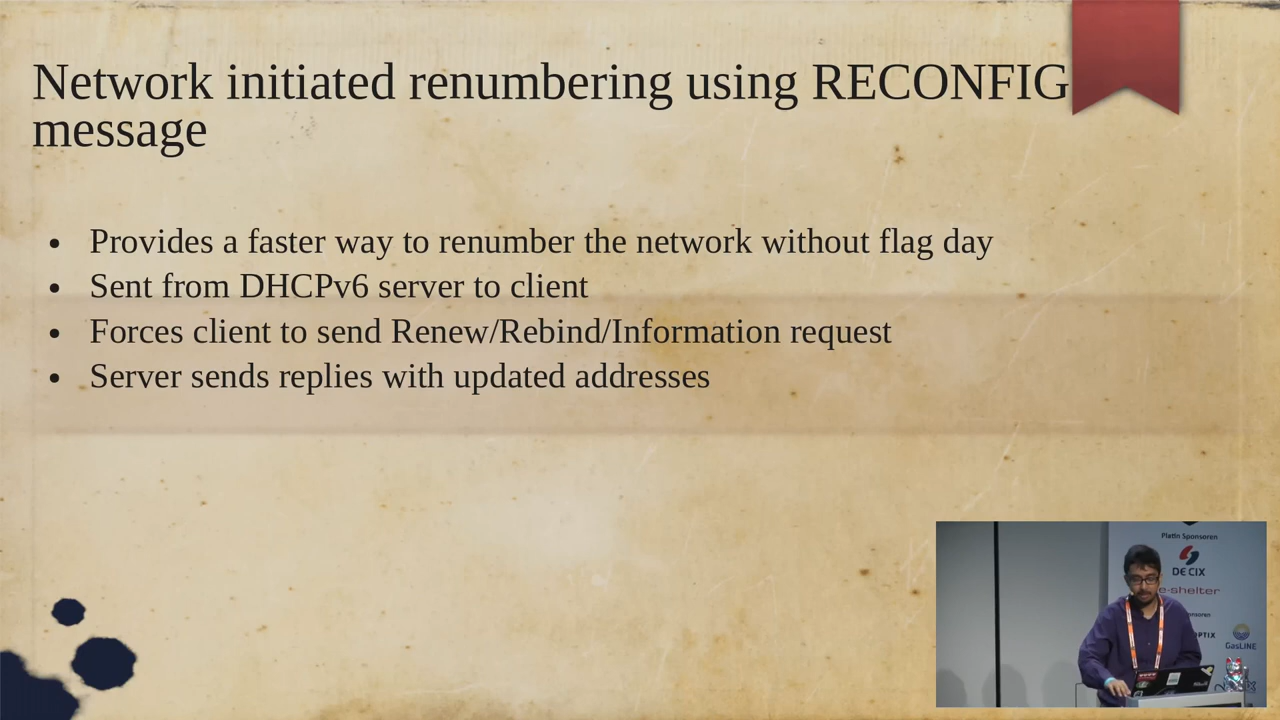 Network initiated renumbering using RECONFIG
message
Provides a faster way to renumber the network without flag day
Sent from DHCPv6 server to client
Forces client to send Renew/Rebind/Information request
Server sends replies with updated addresses
Platin Sponsoren
DE CIX
e-shelter
GasLINE